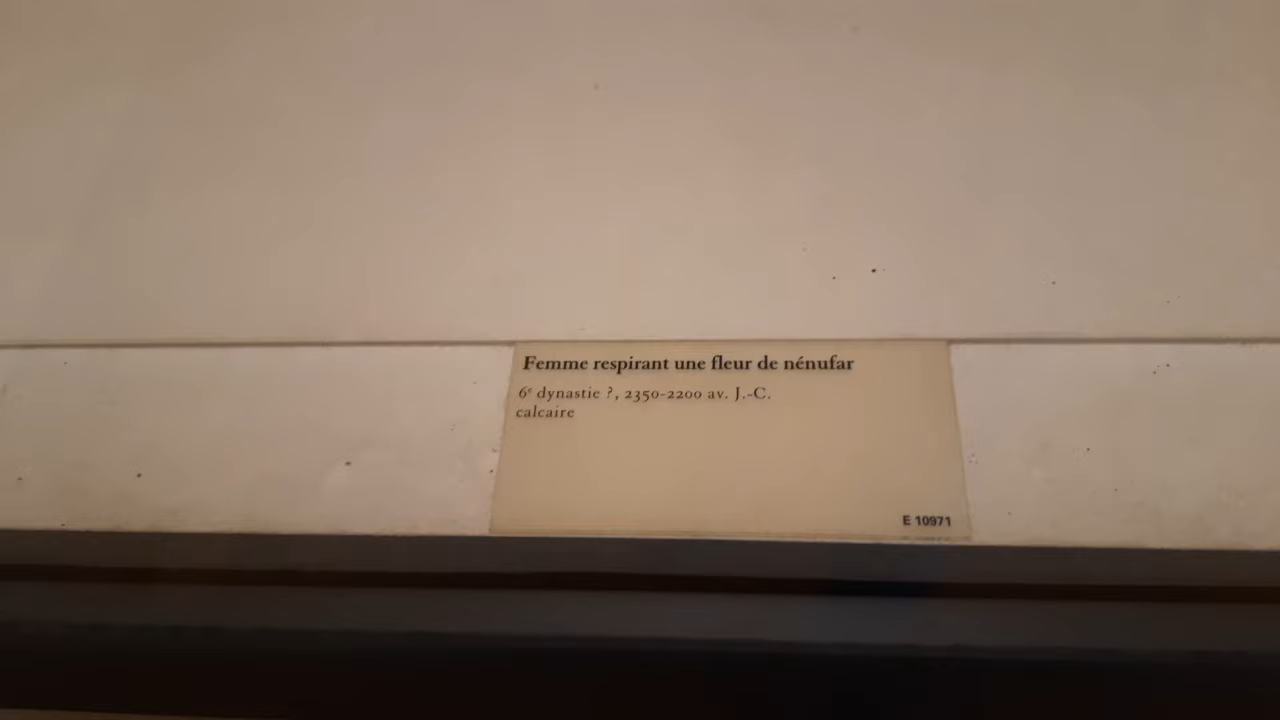 Femme respirant une fleur de nénufar
6e dynastie ?, 2350-2200 av. J.-C.
calcaire
E 10971